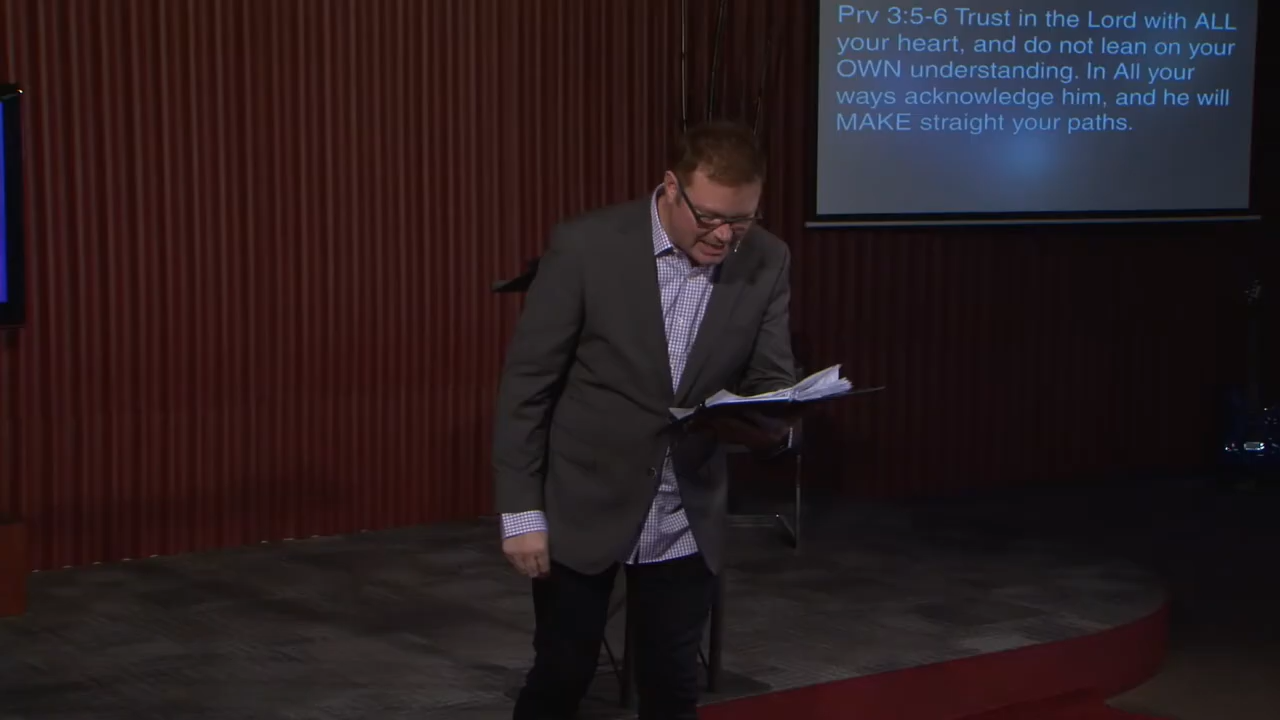 Prv 3:5-6 Trust in the Lord with ALL
your heart, and do not lean on your
OWN understanding. In All your
ways acknowledge him, and he will
MAKE straight your paths.